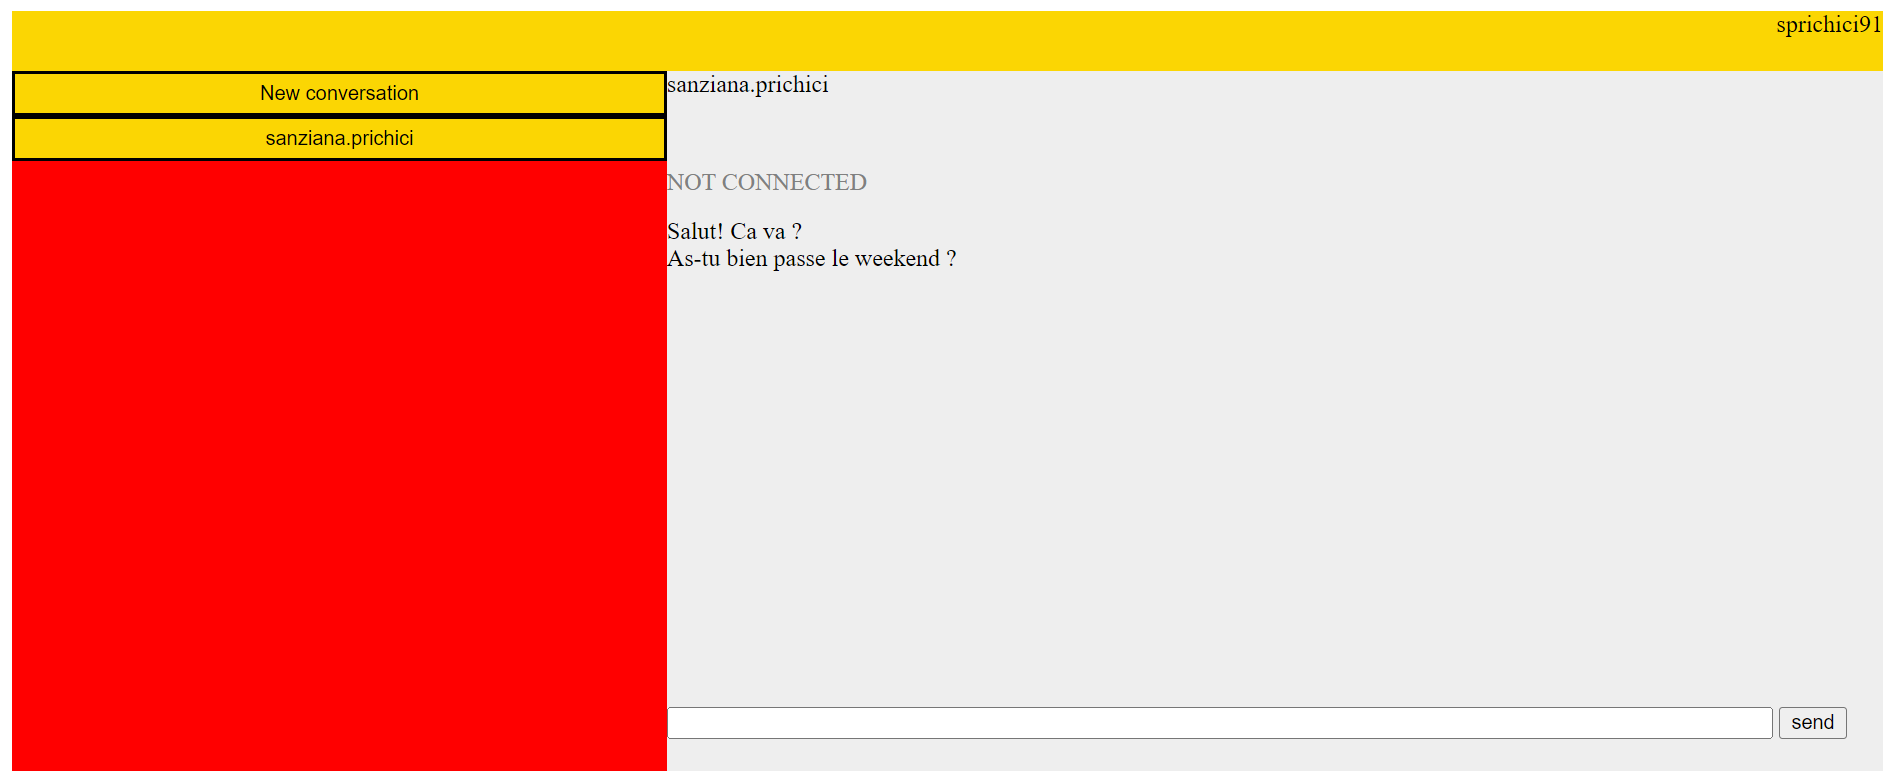 sprichici91
New conversation
sanziana.prichici
sanziana.prichici
NOT CONNECTED
Salut! Ca va ?
As-tu bien passe le weekend ?
send